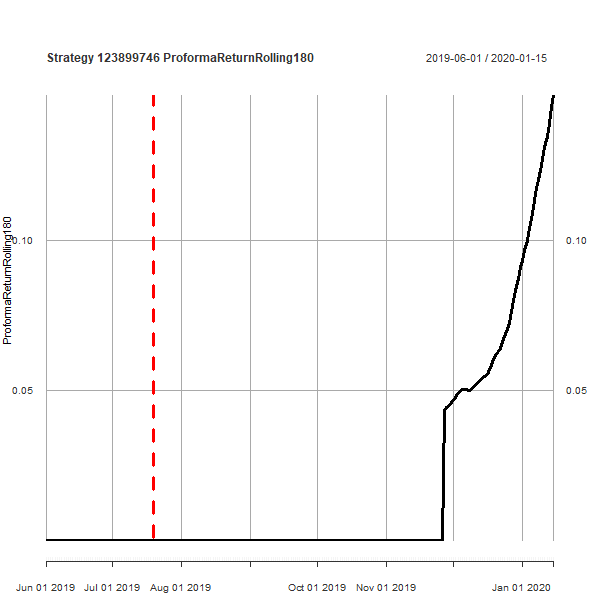 Strategy 123899746 ProformaReturnRolling180
2019-06-01 / 2020-01-15
ProformaReturnRolling180
0.10 0.10
0.05 0.05
Jun 01 2019 Jul 01 2019 Aug 01 2019 Oct 01 2019 Nov 01 2019 Jan 01 2020